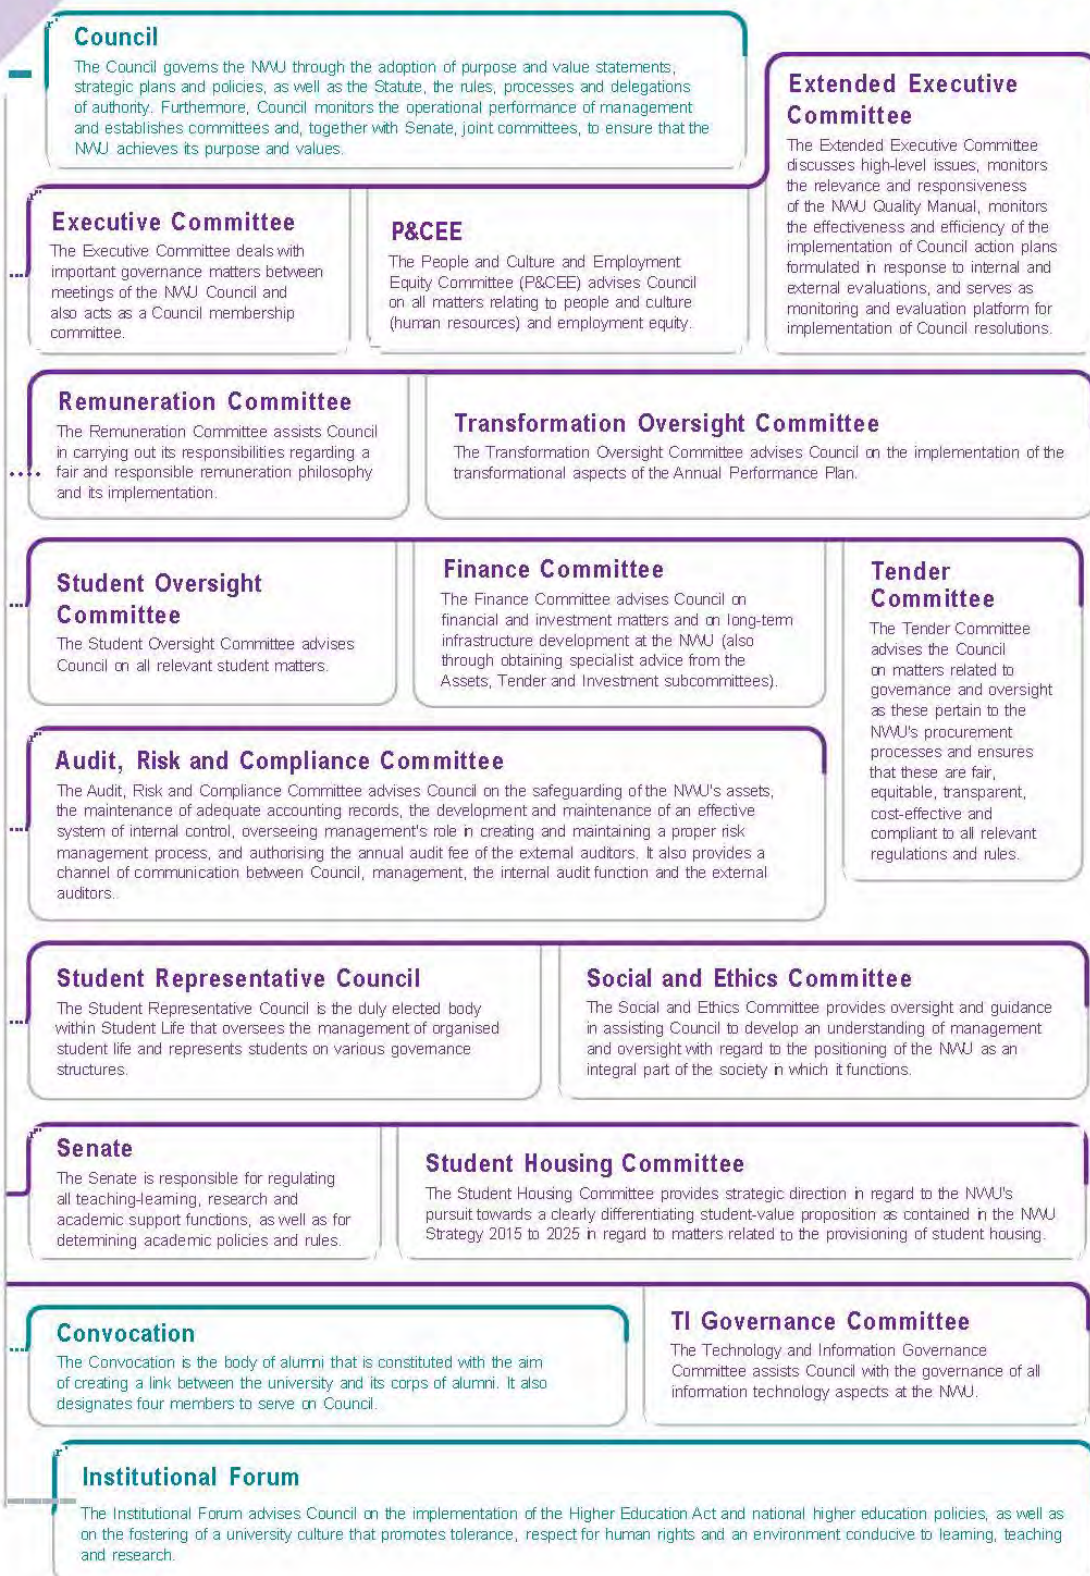 Council
The Council governs the NWU through the adoption of purpose and value statements,
strategic plans and policies, as well as the Statute, the rules, processes and delegations
of authority. Furthermore, Council monitors the operational performance of management
and establishes committees and, together with Senate, joint committees, to ensure that the
NWU achieves its purpose and values.
Extended Executive
Committee
The Extended Executive Committee
discusses high-level issues, monitors
the relevance and responsiveness
of the NWU Quality Manual, monitors
the effectiveness and efficiency of the
implementation of Council action plans
formulated in response to internal and
external evaluations, and serves as
monitoring and evaluation platform for
implementation of Council resolutions.
Executive Committee
The Executive Committee deals with
important governance matters between
meetings of the NWU Council and
also acts as a Council membership
committee.
P&CEE
The People and Culture and Employment
Equity Committee (P&CEE) advises Council
on all matters relating to people and culture
(human resources) and employment equity.
Remuneration Committee
The Remuneration Committee assists Council
in carrying out its responsibilities regarding a
fair and responsible remuneration philosophy
and its implementation.
Transformation Oversight Committee
The Transformation Oversight Committee advises Council on the implementation of the
transformational aspects of the Annual Performance Plan.
Student Oversight
Committee
The Student Oversight Committee advises
Council on all relevant student matters.
Finance Committee
The Finance Committee advises Council on
financial and investment matters and on long-term
infrastructure development at the NWU (also
through obtaining specialist advice from the
Assets, Tender and Investment subcommittees).
Tender
Committee
The Tender Committee
advises the Council
on matters related to
governance and oversight
as these pertain to the
NWU's procurement
processes and ensures
that these are fair,
equitable, transparent,
cost-effective and
compliant to all relevant
regulations and rules.
Audit, Risk and Compliance Committee
The Audit, Risk and Compliance Committee advises Council on the safeguarding of the NWU's assets,
the maintenance of adequate accounting records, the development and maintenance of an effective
system of internal control, overseeing management's role in creating and maintaining a proper risk
management process, and authorising the annual audit fee of the external auditors. It also provides a
channel of communication between Council, management, the internal audit function and the external
auditors.
Student Representative Council
The Student Representative Council is the duly elected body
within Student Life that oversees the management of organised
student life and represents students on various governance
structures.
Social and Ethics Committee
The Social and Ethics Committee provides oversight and guidance
in assisting Council to develop an understanding of management
and oversight with regard to the positioning of the NWU as an
integral part of the society in which it functions.
Senate
The Senate is responsible for regulating
all teaching-learning, research and
academic support functions, as well as for
determining academic policies and rules.
Student Housing Committee
The Student Housing Committee provides strategic direction in regard to the NWU's
pursuit towards a clearly differentiating student-value proposition as contained in the NWU
Strategy 2015 to 2025 in regard to matters related to the provisioning of student housing.
Convocation
The Convocation is the body of alumni that is constituted with the aim
of creating a link between the university and its corps of alumni. It also
designates four members to serve on Council.
TI Governance Committee
The Technology and Information Governance
Committee assists Council with the governance of all
information technology aspects at the NWU.
Institutional Forum
The Institutional Forum advises Council on the implementation of the Higher Education Act and national higher education policies, as well as
on the fostering of a university culture that promotes tolerance, respect for human rights and an environment conducive to learning, teaching
and research.